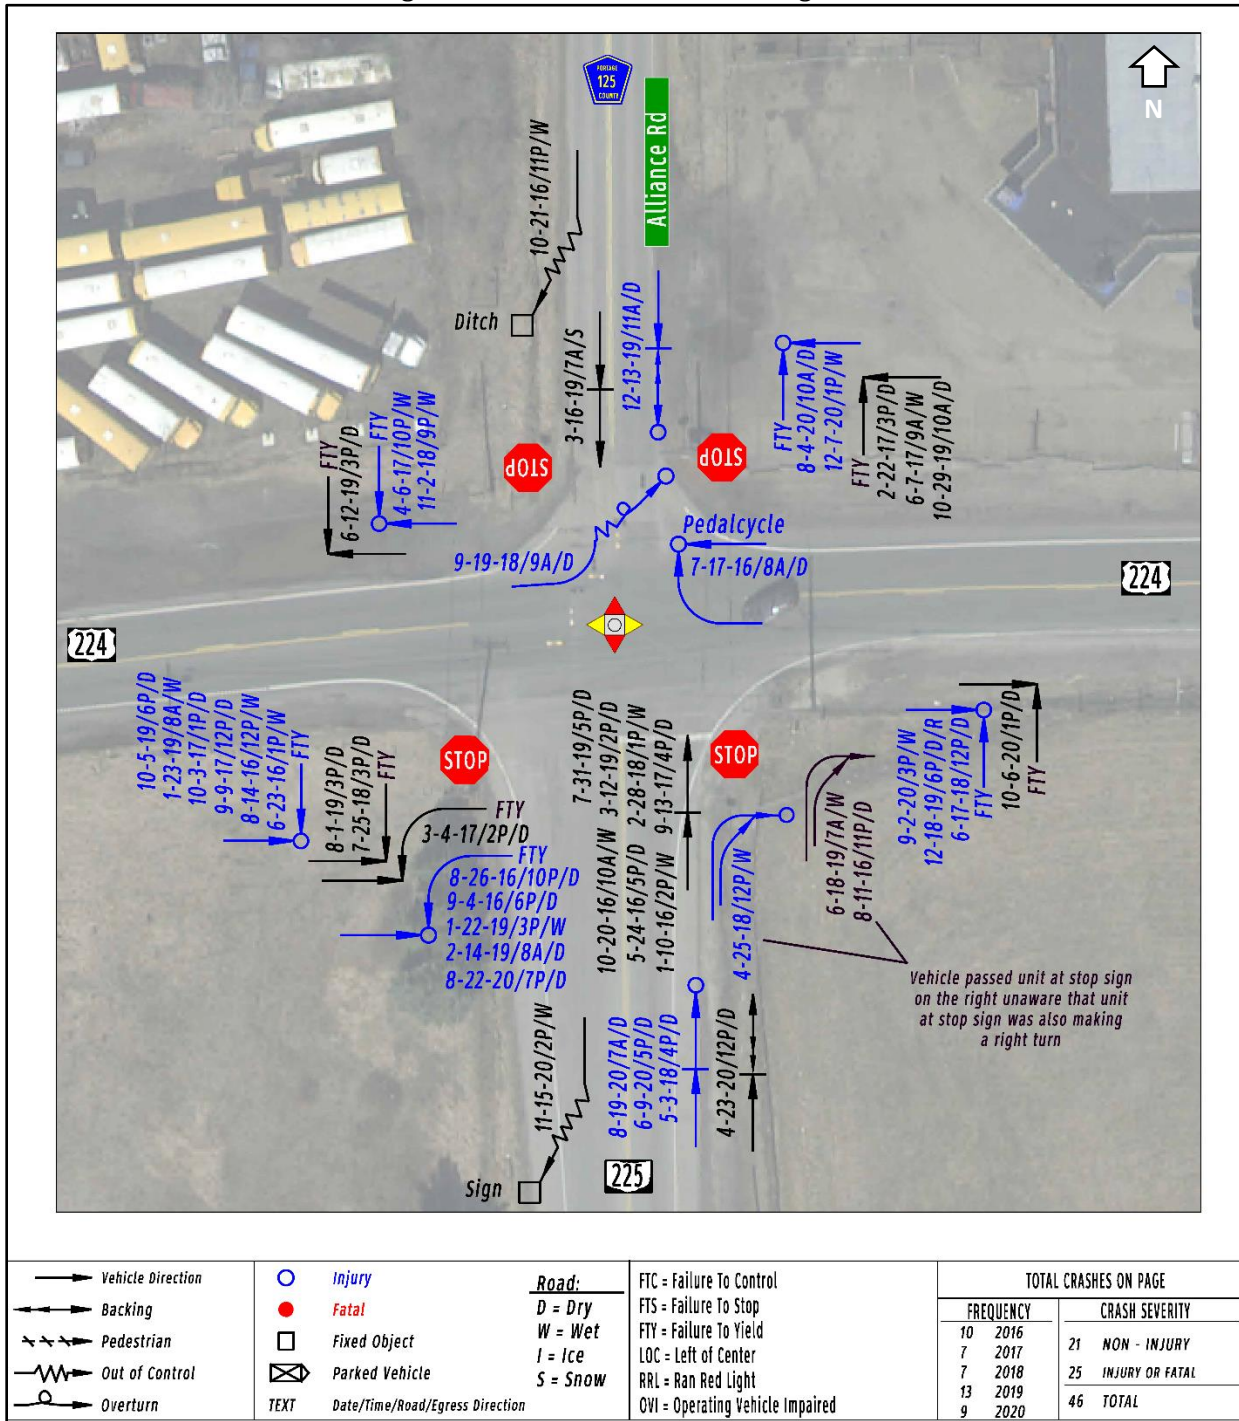 PORTAGE
125
COUNTY
Alliance Rd
N
10-21-16/11P/W
Ditch
3-16-19/7A/S
12-13-19/11A/D
STOP
STOP
FTY
8-4-20/10A/D
12-7-20/1P/W
FTY
2-22-17/3P/D
6-7-17/9A/W
10-29-19/10A/D
FTY
6-12-19/3P/D
FTY
4-6-17/10P/W
11-2-18/9P/W
9-19-18/9A/D
Pedalcycle
7-17-16/8A/D
224
224
10-5-19/6P/D
1-23-19/8A/W
10-3-17/1P/D
9-9-17/12P/D
8-14-16/12P/W
6-23-16/1P/W
FTY
8-1-19/3P/D
7-25-18/3P/D
FTY
STOP
STOP
FTY
3-4-17/2P/D
FTY
8-26-16/10P/D
9-4-16/6P/D
1-22-19/3P/W
2-14-19/8A/D
8-22-20/7P/D
7-31-19/5P/D
3-12-19/2P/D
2-28-18/1P/W
9-13-17/4P/D
10-20-16/10A/W
5-24-16/5P/D
1-10-16/2P/W
4-25-18/12P/W
6-18-19/7A/W
8-11-16/11P/D
9-2-20/3P/W
12-18-19/6P/D/R
6-17-18/12P/D
FTY
10-6-20/1P/D
FTY
Vehicle passed unit at stop sign
on the right unaware that unit
at stop sign was also making
a right turn
11-15-20/2P/W
Sign
8-19-20/7A/D
6-9-20/5P/D
5-3-18/4P/D
4-23-20/12P/D
225
Vehicle Direction
Backing
Pedestrian
Out of Control
Overturn
Injury
Fatal
Fixed Object
Parked Vehicle
TEXT Date/Time/Road/Egress Direction
Road:
D = Dry
W = Wet
I = Ice
S = Snow
FTC = Failure To Control
FTS = Failure To Stop
FTY = Failure To Yield
LOC = Left of Center
RRL = Ran Red Light
OVI = Operating Vehicle Impaired
TOTAL CRASHES ON PAGE
FREQUENCY
10 2016
7 2017
7 2018
13 2019
9 2020
CRASH SEVERITY
21 NON - INJURY
25 INJURY OR FATAL
46 TOTAL